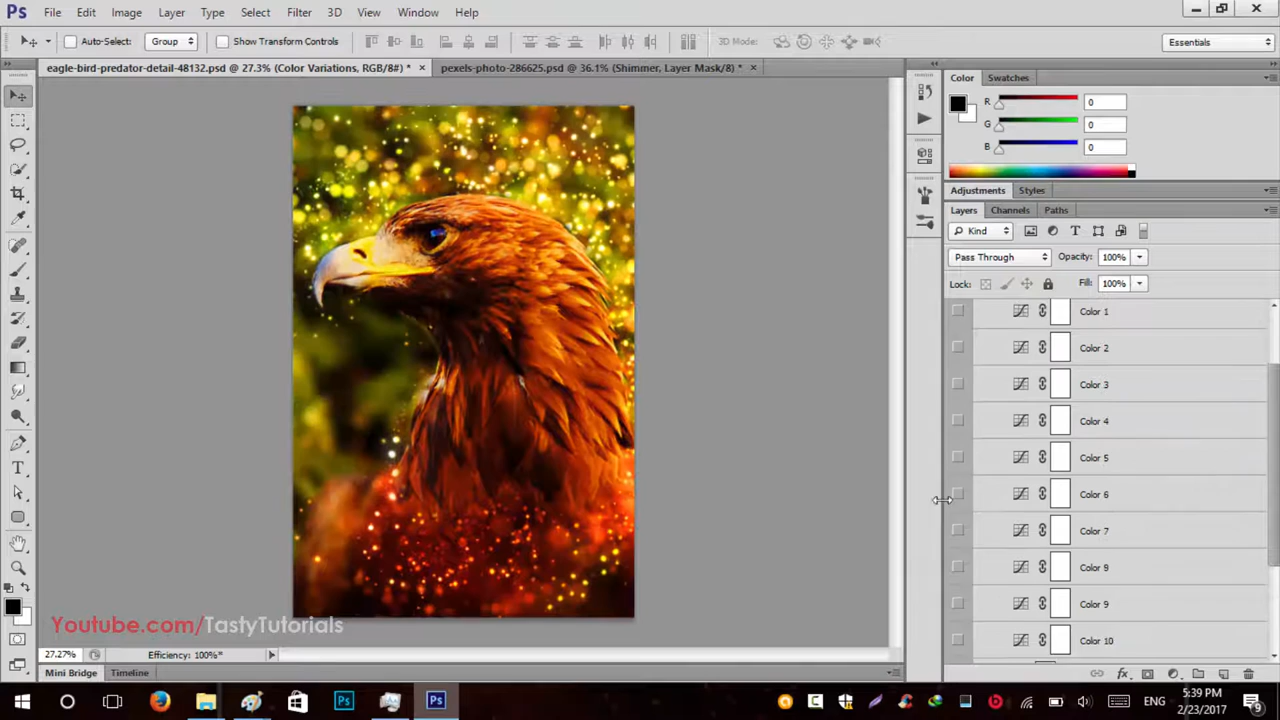 Ps File Edit Image Layer Type Select Filter 3D View Window Help
Auto-Select: Group Show Transform Controls 3D Mode: Essentials
eagle-bird-predator-detail-48132.psd @ 27.3% (Color Variations, RGB/8#) * × pexels-photo-286625.psd @ 36.1% (Shimmer, Layer Mask/8) * ×
Color Swatches
R 0
G 0
B 0
Adjustments Styles
Layers Channels Paths
Kind
Pass Through Opacity: 100%
Lock: Fill: 100%
Color 1
Color 2
Color 3
Color 4
Color 5
Color 6
Color 7
Color 9
Color 9
Color 10
Youtube.com/TastyTutorials
27.27% Efficiency: 100%*
Mini Bridge Timeline
ENG
5:39 PM
2/23/2017